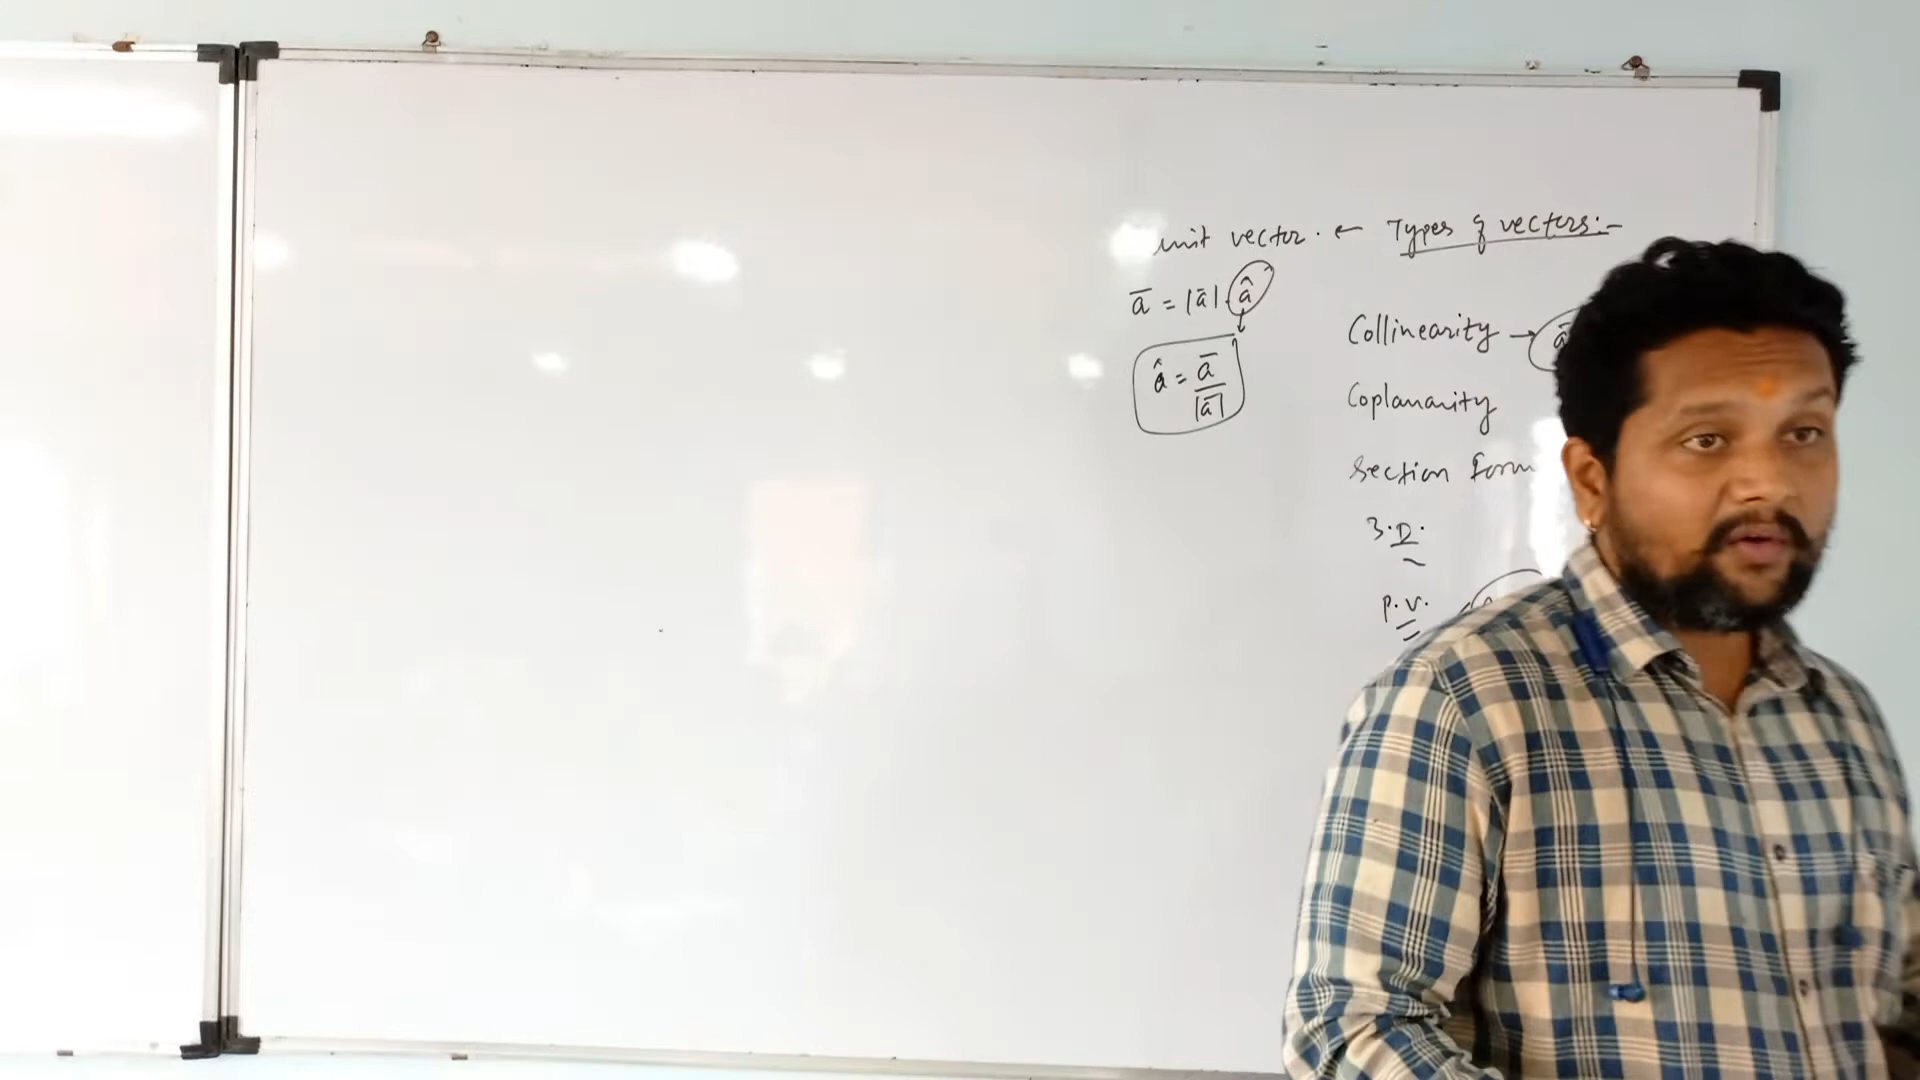 unit vector. ← Types of vectors:-
a̅ = |a̅| . â
â = a̅ / |a̅|
Collinearity → a̅
Coplanarity
Section Form
3.D.
P.V.